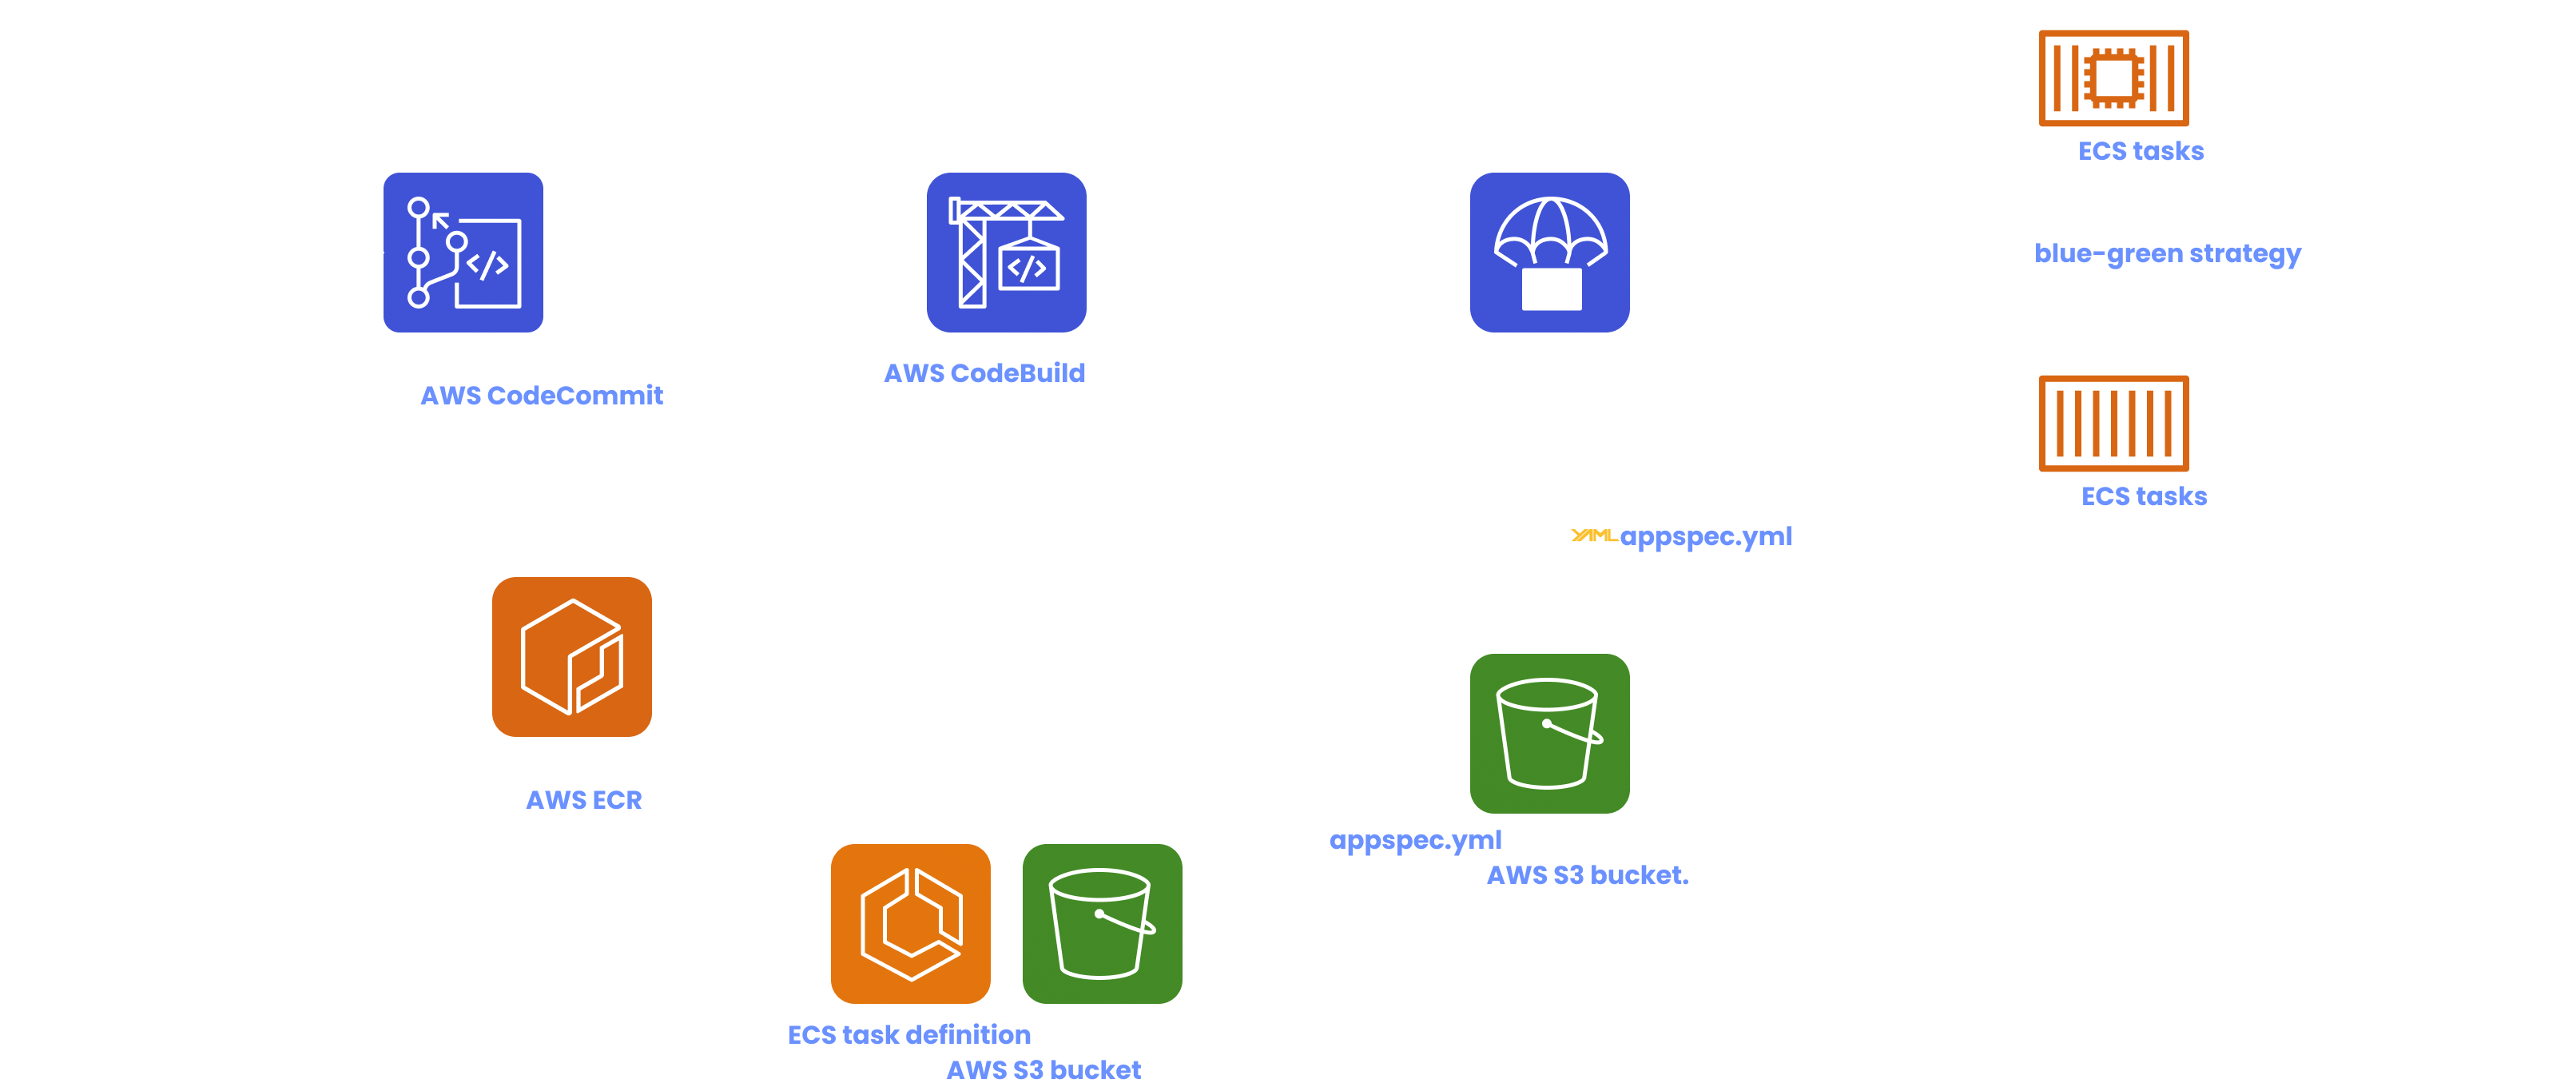 ECS tasks
blue-green strategy
AWS CodeBuild
AWS CodeCommit
ECS tasks
YAML appspec.yml
AWS ECR
appspec.yml
AWS S3 bucket.
ECS task definition
AWS S3 bucket